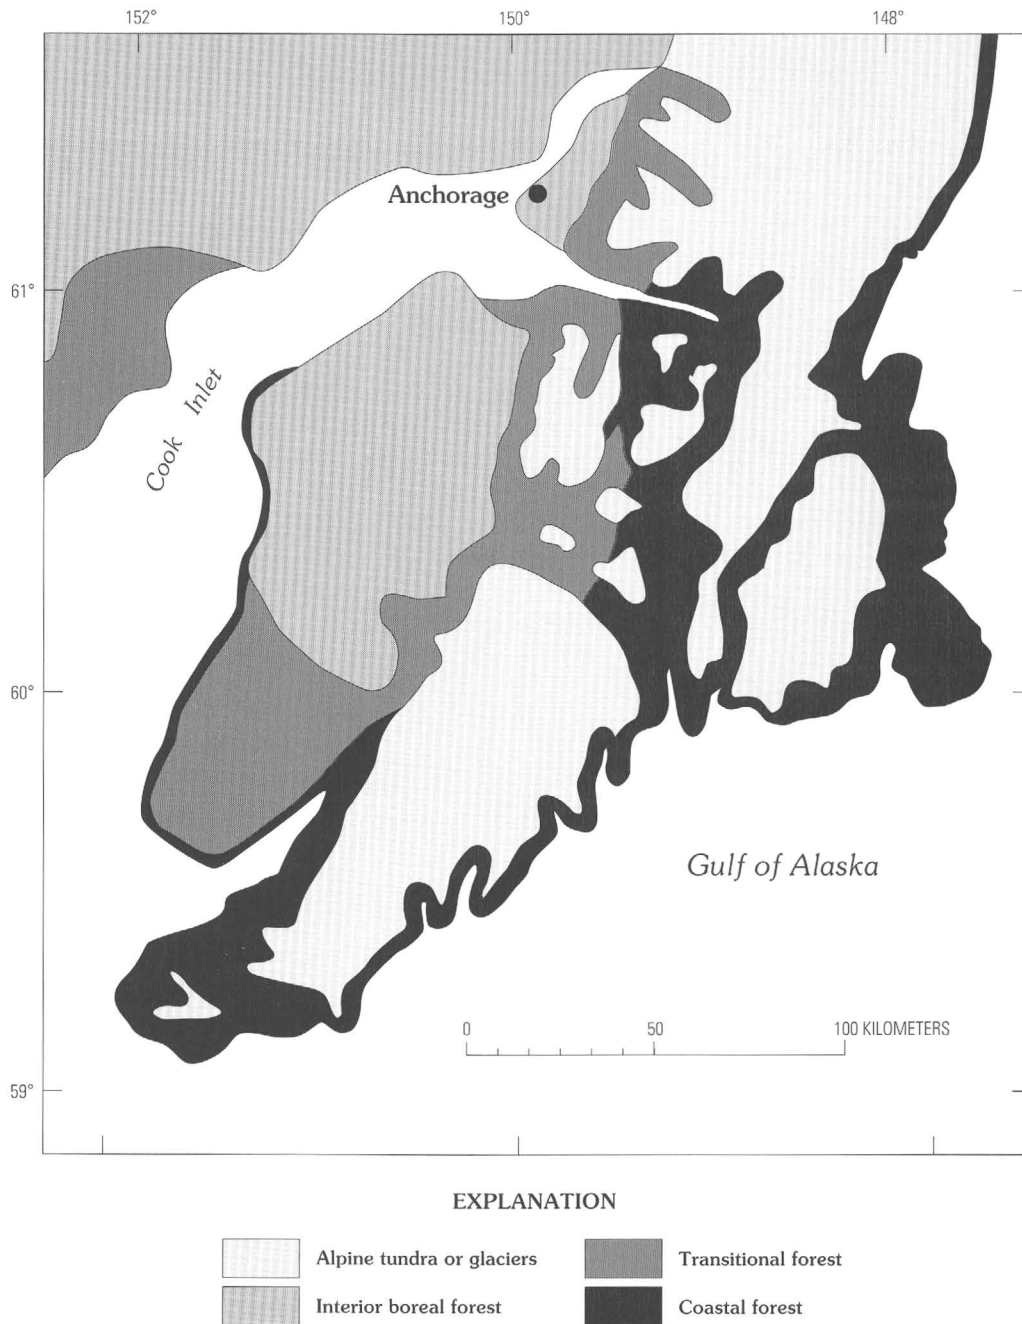 152° 150° 148°
Anchorage
61°
Cook Inlet
60°
Gulf of Alaska
0 50 100 KILOMETERS
59°
EXPLANATION
Alpine tundra or glaciers Transitional forest
Interior boreal forest Coastal forest